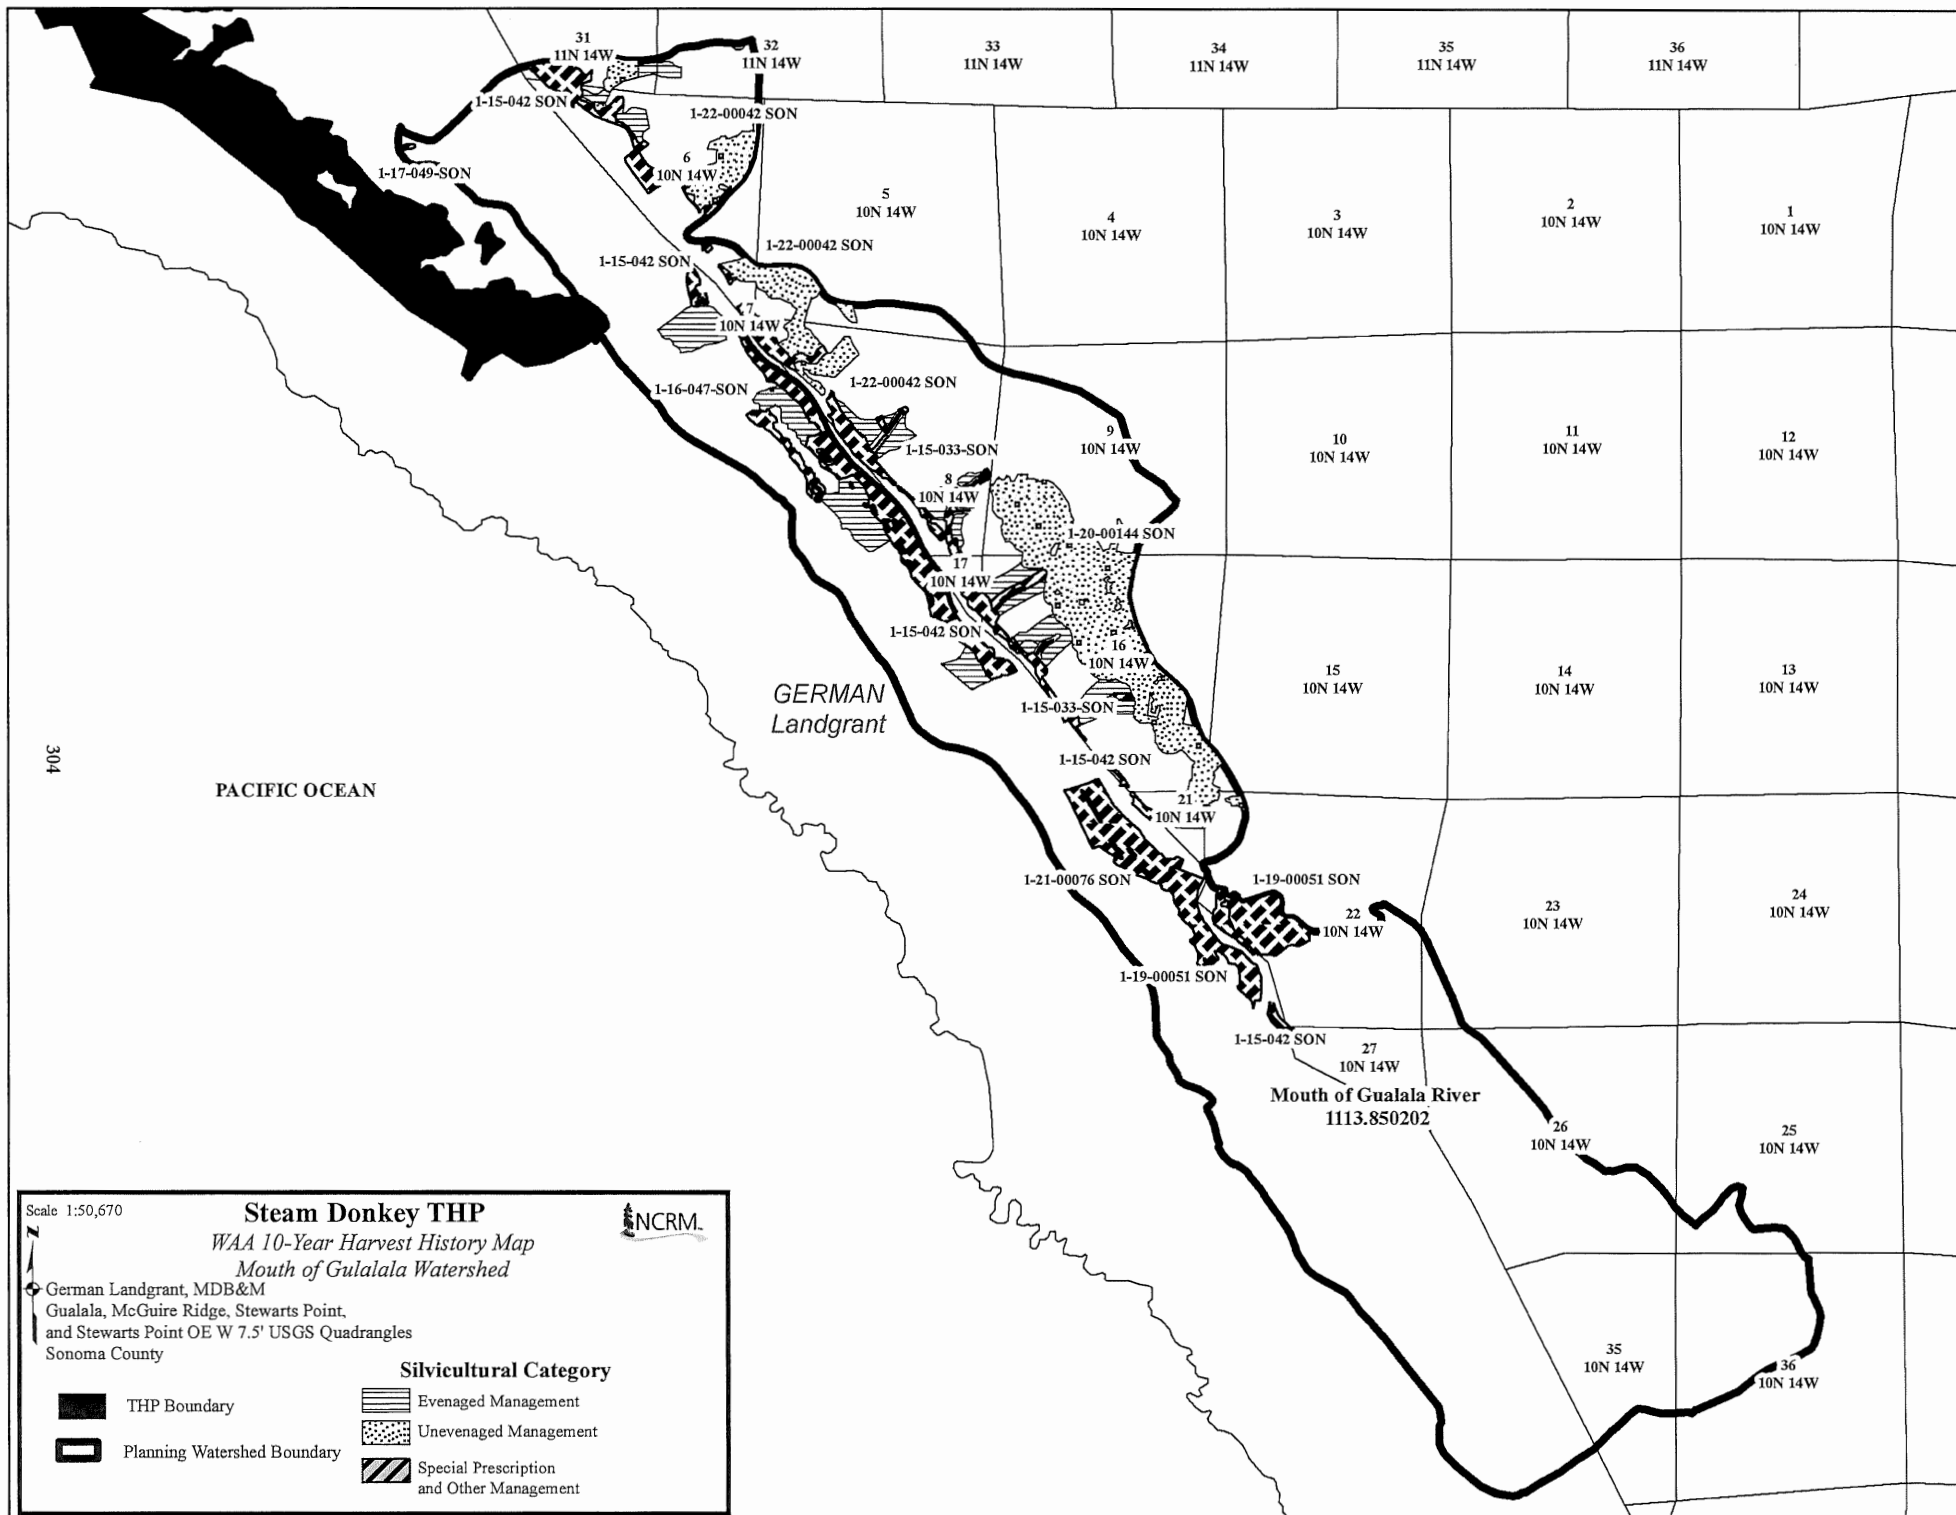 31
11N 14W
32
11N 14W
33
11N 14W
34
11N 14W
35
11N 14W
36
11N 14W
1-15-042 SON
1-22-00042 SON
1-17-049-SON
6
10N 14W
5
10N 14W
4
10N 14W
3
10N 14W
2
10N 14W
1
10N 14W
1-22-00042 SON
1-15-042 SON
7
10N 14W
1-16-047-SON
1-22-00042 SON
1-15-033-SON
8
10N 14W
9
10N 14W
10
10N 14W
11
10N 14W
12
10N 14W
1-20-00144 SON
17
10N 14W
1-15-042 SON
16
10N 14W
15
10N 14W
14
10N 14W
13
10N 14W
GERMAN
Landgrant
1-15-033-SON
1-15-042 SON
304
PACIFIC OCEAN
21
10N 14W
1-21-00076 SON
1-19-00051 SON
22
10N 14W
23
10N 14W
24
10N 14W
1-19-00051 SON
1-15-042 SON
27
10N 14W
Mouth of Gualala River
1113.850202
26
10N 14W
25
10N 14W
35
10N 14W
36
10N 14W
Scale 1:50,670
Steam Donkey THP
NCRM
WAA 10-Year Harvest History Map
Mouth of Gulalala Watershed
N
German Landgrant, MDB&M
Gualala, McGuire Ridge, Stewarts Point,
and Stewarts Point OE W 7.5' USGS Quadrangles
Sonoma County
Silvicultural Category
THP Boundary
Evenaged Management
Unevenaged Management
Planning Watershed Boundary
Special Prescription
and Other Management